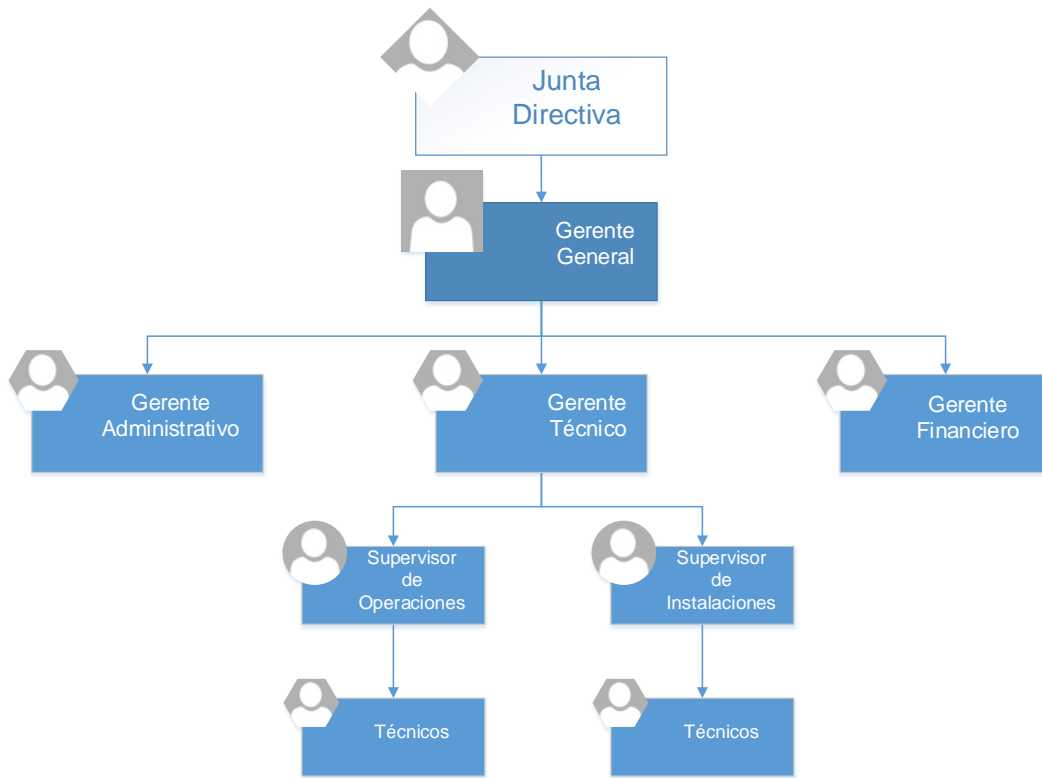 Junta
Directiva
Gerente
General
Gerente
Administrativo
Gerente
Técnico
Gerente
Financiero
Supervisor
de
Operaciones
Supervisor
de
Instalaciones
Técnicos
Técnicos